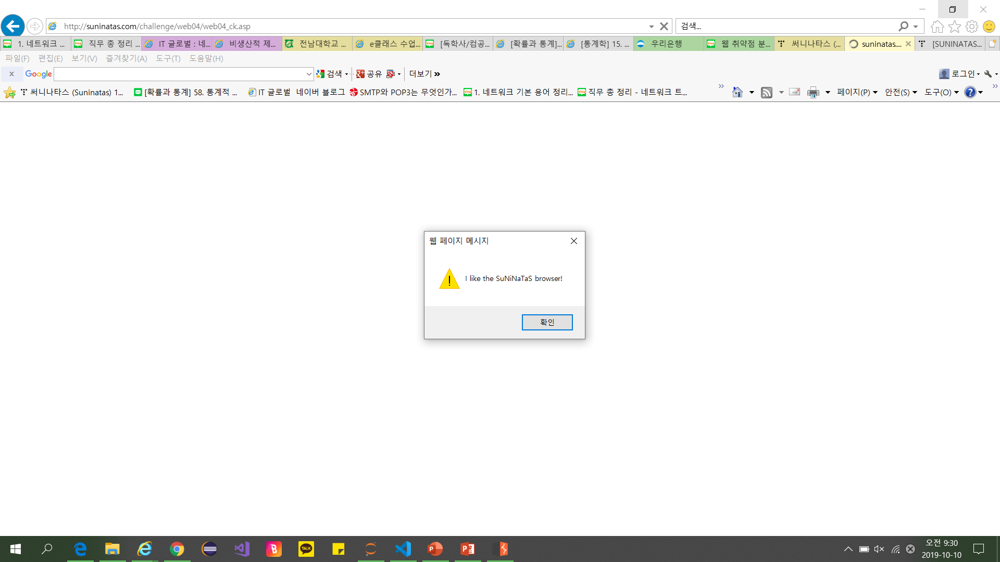 http://suninatas.com/challenge/web04/web04_ck.asp
검색...
1. 네트워크 ...
직무 총 정리 ...
IT 글로벌 : 네...
비생산적 제...
전남대학교 ...
e클래스 수업...
[독학사/컴공...
[확률과 통계]...
[통계학] 15. ...
우리은행
웹 취약점 분...
써니나타스 (...
suninatas....
[SUNINATAS...
파일(F) 편집(E) 보기(V) 즐겨찾기(A) 도구(T) 도움말(H)
x Google 검색 공유 더보기 » 로그인
써니나타스 (Suninatas) 1...
[확률과 통계] 58. 통계적 ...
IT 글로벌 네이버 블로그
SMTP와 POP3는 무엇인가...
1. 네트워크 기본 용어 정리...
직무 총 정리 - 네트워크 트...
페이지(P) 안전(S) 도구(O)
웹 페이지 메시지
I like the SuNiNaTaS browser!
확인
TALK
오전 9:30
2019-10-10